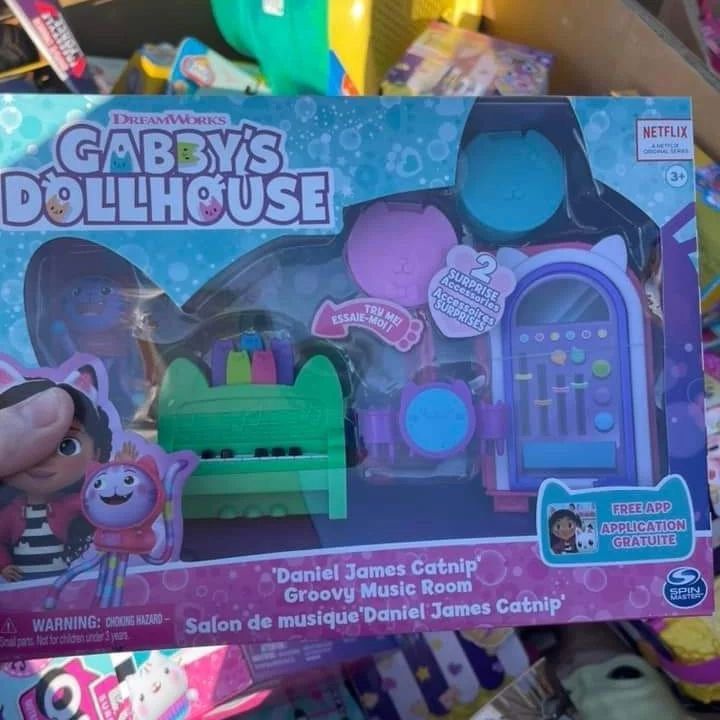 DREAMWORKS
GABBY'S
DOLLHOUSE
NETFLIX
A NETFLIX
ORIGINAL SERIES
3+
2
SURPRISE
Accessories
Accessoires
SURPRISES
TRY ME!
ESSAIE-MOI!
FREE APP
APPLICATION
GRATUITE
'Daniel James Catnip'
Groovy Music Room
Salon de musique 'Daniel James Catnip'
SPIN
MASTER
WARNING: CHOKING HAZARD –
Small parts. Not for children under 3 years.